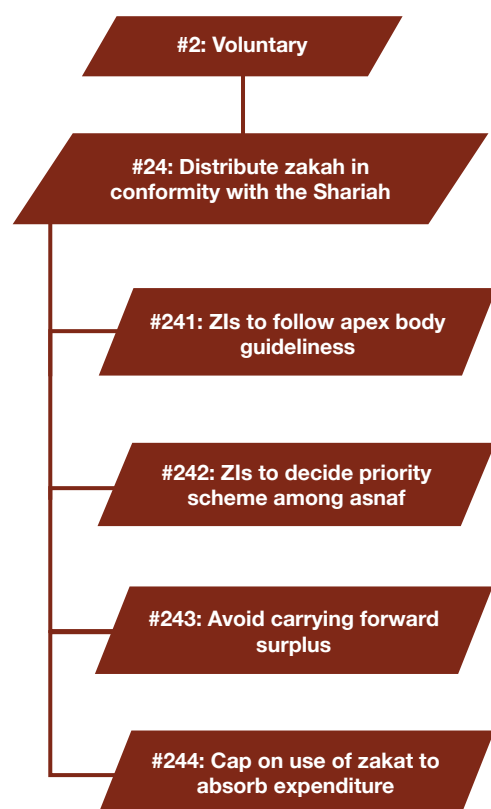 #2: Voluntary
#24: Distribute zakah in
conformity with the Shariah
#241: ZIs to follow apex body
guideliness
#242: ZIs to decide priority
scheme among asnaf
#243: Avoid carrying forward
surplus
#244: Cap on use of zakat to
absorb expenditure